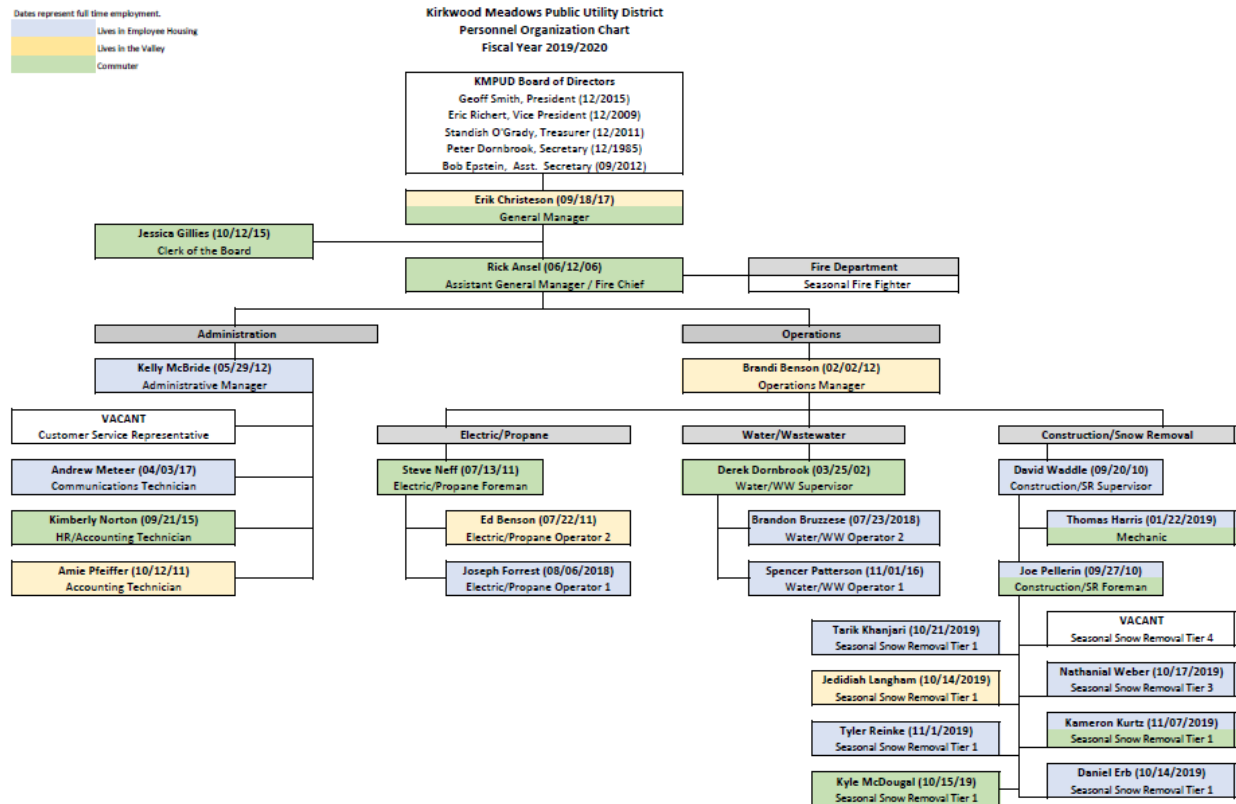 Dates represent full time employment.
Lives in Employee Housing
Lives in the Valley
Commuter
Kirkwood Meadows Public Utility District
Personnel Organization Chart
Fiscal Year 2019/2020
KMPUD Board of Directors
Geoff Smith, President (12/2015)
Eric Richert, Vice President (12/2009)
Standish O'Grady, Treasurer (12/2011)
Peter Dornbrook, Secretary (12/1985)
Bob Epstein, Asst. Secretary (09/2012)
Erik Christeson (09/18/17)
General Manager
Jessica Gillies (10/12/15)
Clerk of the Board
Rick Ansel (06/12/06)
Assistant General Manager / Fire Chief
Fire Department
Seasonal Fire Fighter
Administration
Kelly McBride (05/29/12)
Administrative Manager
VACANT
Customer Service Representative
Andrew Meteer (04/03/17)
Communications Technician
Kimberly Norton (09/21/15)
HR/Accounting Technician
Amie Pfeiffer (10/12/11)
Accounting Technician
Operations
Brandi Benson (02/02/12)
Operations Manager
Electric/Propane
Steve Neff (07/13/11)
Electric/Propane Foreman
Ed Benson (07/22/11)
Electric/Propane Operator 2
Joseph Forrest (08/06/2018)
Electric/Propane Operator 1
Water/Wastewater
Derek Dornbrook (03/25/02)
Water/WW Supervisor
Brandon Bruzzese (07/23/2018)
Water/WW Operator 2
Spencer Patterson (11/01/16)
Water/WW Operator 1
Construction/Snow Removal
David Waddle (09/20/10)
Construction/SR Supervisor
Thomas Harris (01/22/2019)
Mechanic
Joe Pellerin (09/27/10)
Construction/SR Foreman
Tarik Khanjari (10/21/2019)
Seasonal Snow Removal Tier 1
Jedidiah Langham (10/14/2019)
Seasonal Snow Removal Tier 1
Tyler Reinke (11/1/2019)
Seasonal Snow Removal Tier 1
Kyle McDougal (10/15/19)
Seasonal Snow Removal Tier 1
VACANT
Seasonal Snow Removal Tier 4
Nathanial Weber (10/17/2019)
Seasonal Snow Removal Tier 3
Kameron Kurtz (11/07/2019)
Seasonal Snow Removal Tier 1
Daniel Erb (10/14/2019)
Seasonal Snow Removal Tier 1